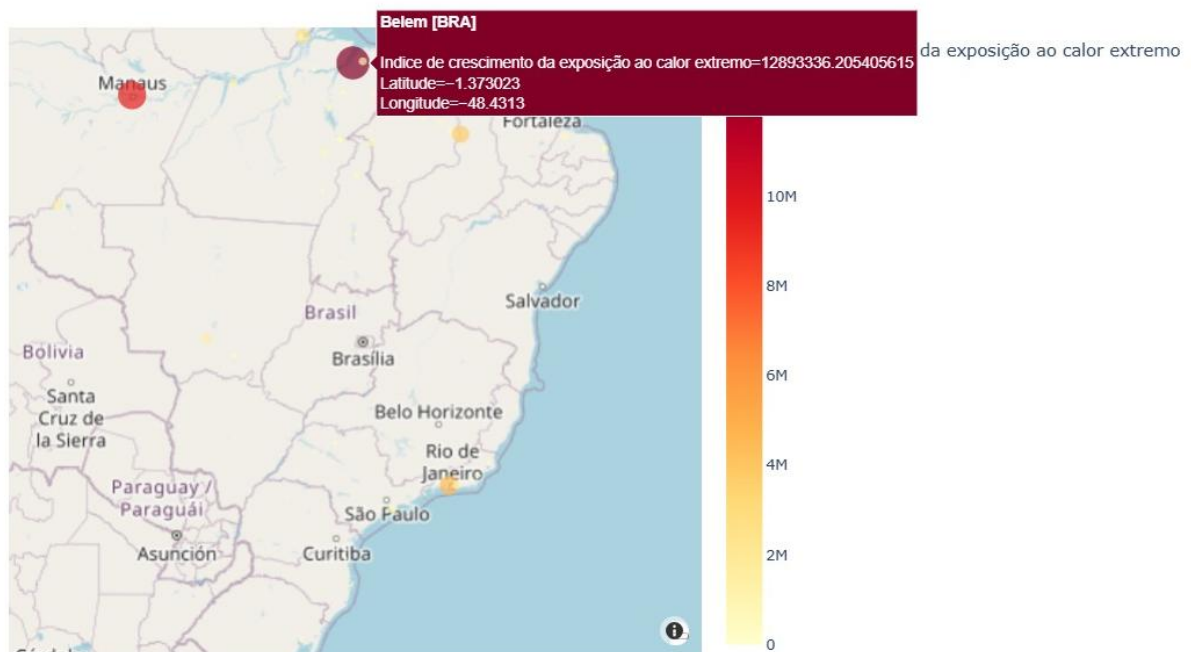 Belem [BRA]
Indice de crescimento da exposição ao calor extremo=12893336.205405615
Latitude=−1.373023
Longitude=−48.4313
da exposição ao calor extremo
Manaus
Fortaleza
10M
8M
Salvador
Brasil
Bolivia
Brasília
6M
Santa
Cruz de
la Sierra
Belo Horizonte
Rio de
Janeiro
4M
Paraguay /
Paraguái
São Paulo
Asunción
Curitiba
2M
0